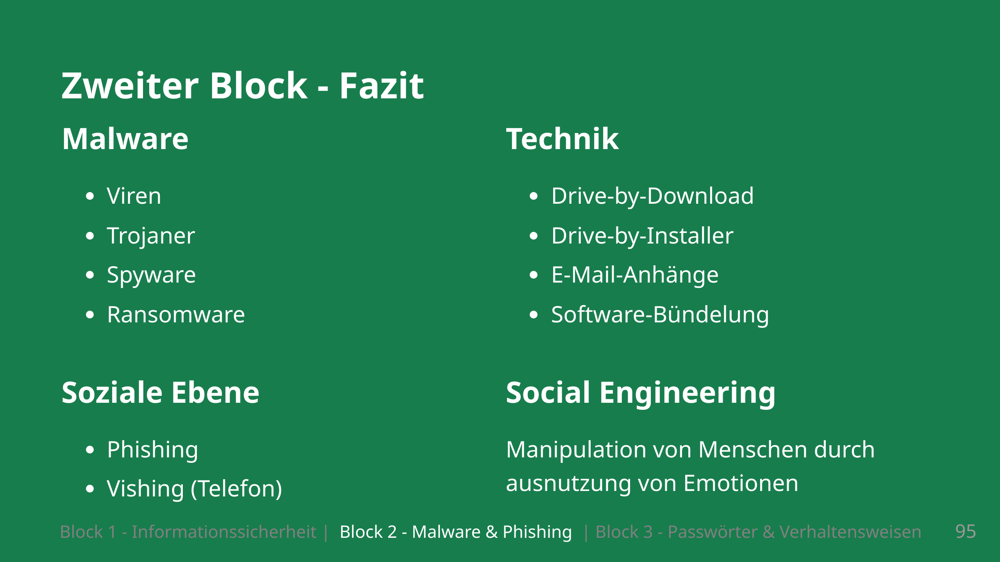 Zweiter Block - Fazit
Malware
• Viren
• Trojaner
• Spyware
• Ransomware
Technik
• Drive-by-Download
• Drive-by-Installer
• E-Mail-Anhänge
• Software-Bündelung
Soziale Ebene
• Phishing
• Vishing (Telefon)
Social Engineering
Manipulation von Menschen durch
ausnutzung von Emotionen
Block 1 - Informationssicherheit | Block 2 - Malware & Phishing | Block 3 - Passwörter & Verhaltensweisen 95